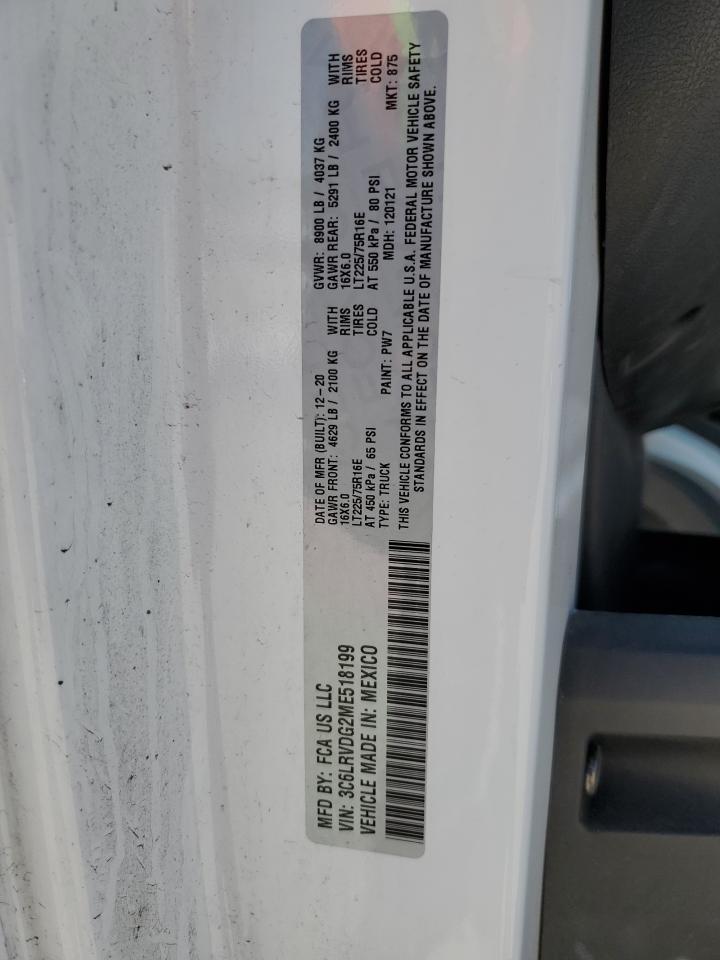 MFD BY: FCA US LLC
VIN: 3C6LRVDG2ME518199
VEHICLE MADE IN: MEXICO
DATE OF MFR (BUILT): 12-20
GAWR FRONT: 4629 LB / 2100 KG WITH
16X6.0 RIMS
LT225/75R16E TIRES
AT 450 kPa / 65 PSI COLD
GVWR: 8900 LB / 4037 KG
GAWR REAR: 5291 LB / 2400 KG WITH
16X6.0 RIMS
LT225/75R16E TIRES
AT 550 kPa / 80 PSI COLD
TYPE: TRUCK PAINT: PW7 MDH: 120121 MKT: 875
THIS VEHICLE CONFORMS TO ALL APPLICABLE U.S.A. FEDERAL MOTOR VEHICLE SAFETY
STANDARDS IN EFFECT ON THE DATE OF MANUFACTURE SHOWN ABOVE.